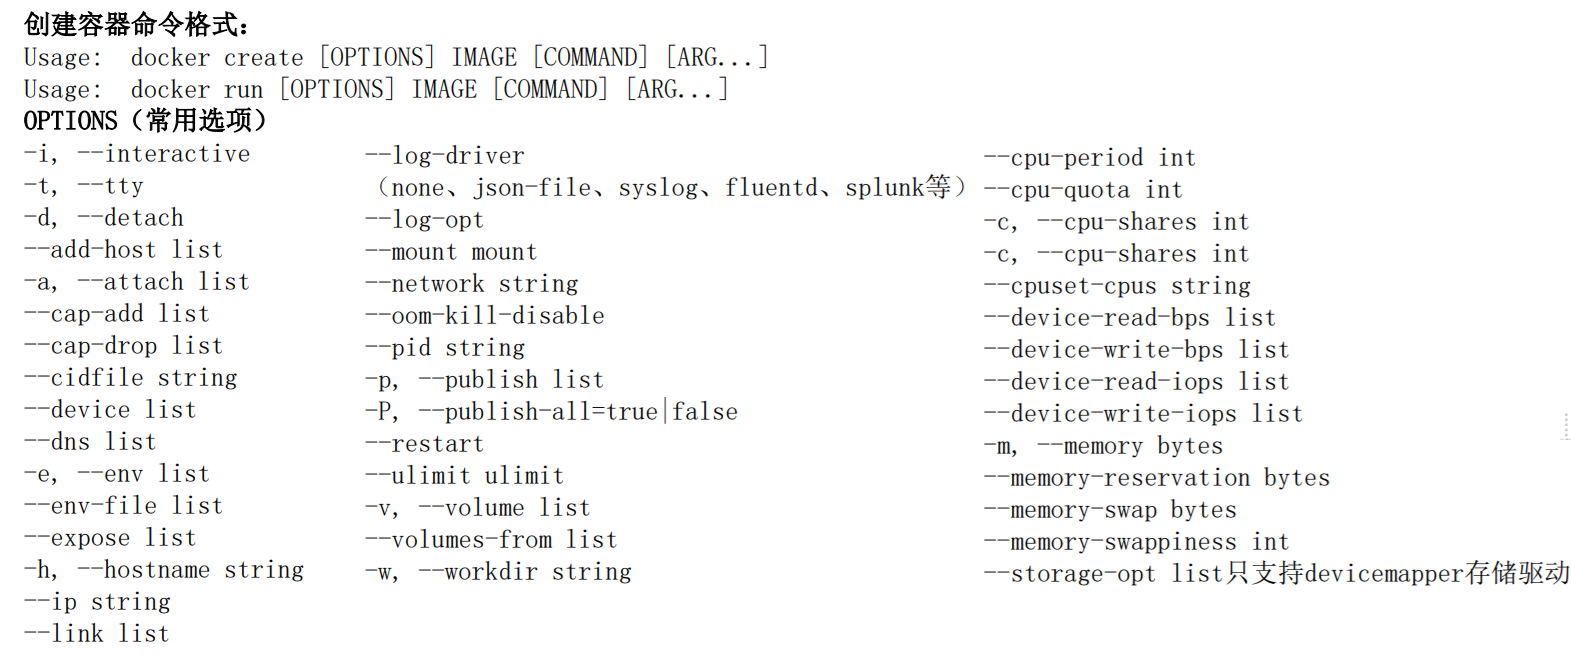 创建容器命令格式：
Usage:  docker create [OPTIONS] IMAGE [COMMAND] [ARG...]
Usage:  docker run [OPTIONS] IMAGE [COMMAND] [ARG...]
OPTIONS（常用选项）
-i, --interactive
-t, --tty
-d, --detach
--add-host list
-a, --attach list
--cap-add list
--cap-drop list
--cidfile string
--device list
--dns list
-e, --env list
--env-file list
--expose list
-h, --hostname string
--ip string
--link list
--log-driver
（none、json-file、syslog、fluentd、splunk等）
--log-opt
--mount mount
--network string
--oom-kill-disable
--pid string
-p, --publish list
-P, --publish-all=true|false
--restart
--ulimit ulimit
-v, --volume list
--volumes-from list
-w, --workdir string
--cpu-period int
--cpu-quota int
-c, --cpu-shares int
-c, --cpu-shares int
--cpuset-cpus string
--device-read-bps list
--device-write-bps list
--device-read-iops list
--device-write-iops list
-m, --memory bytes
--memory-reservation bytes
--memory-swap bytes
--memory-swappiness int
--storage-opt list只支持devicemapper存储驱动